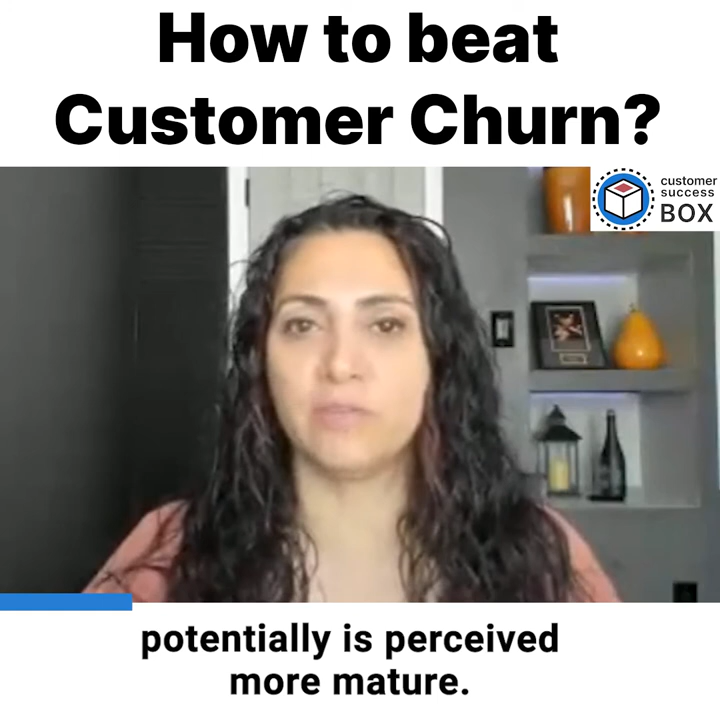 How to beat
Customer Churn?
customer
success
BOX
potentially is perceived
more mature.